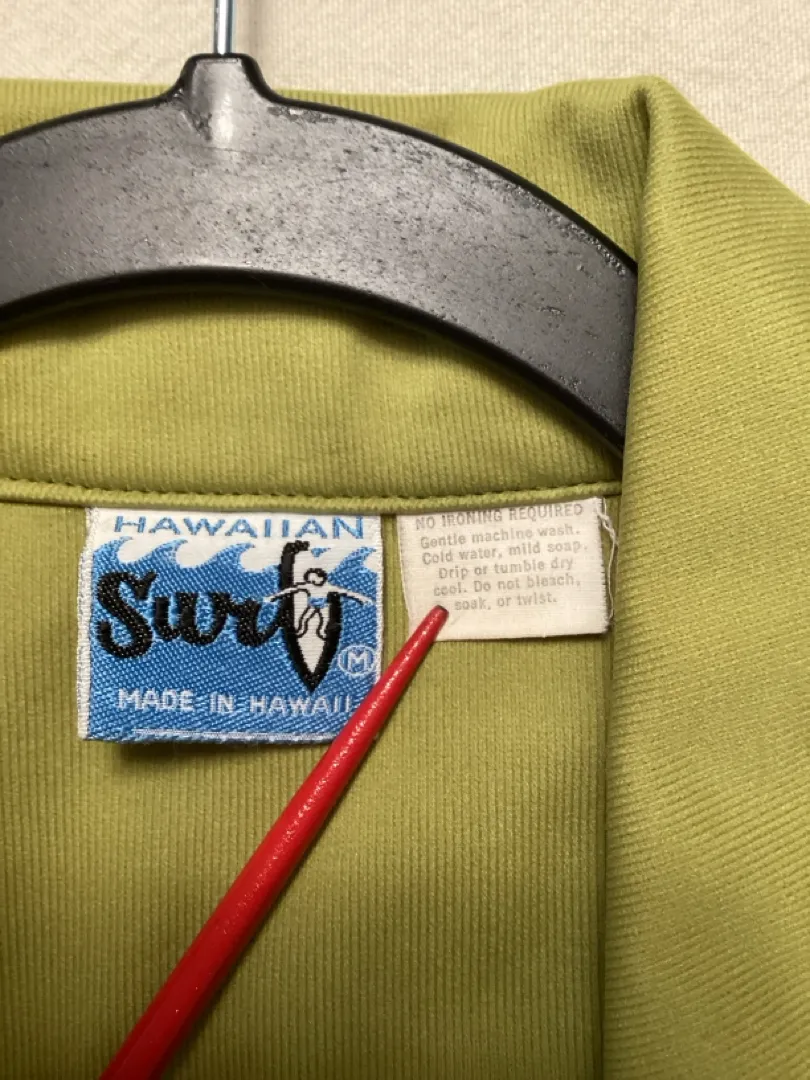 HAWAIIAN
Surf
M
MADE IN HAWAII
NO IRONING REQUIRED
Gentle machine wash.
Cold water, mild soap.
Drip or tumble dry
cool. Do not bleach,
soak, or twist.